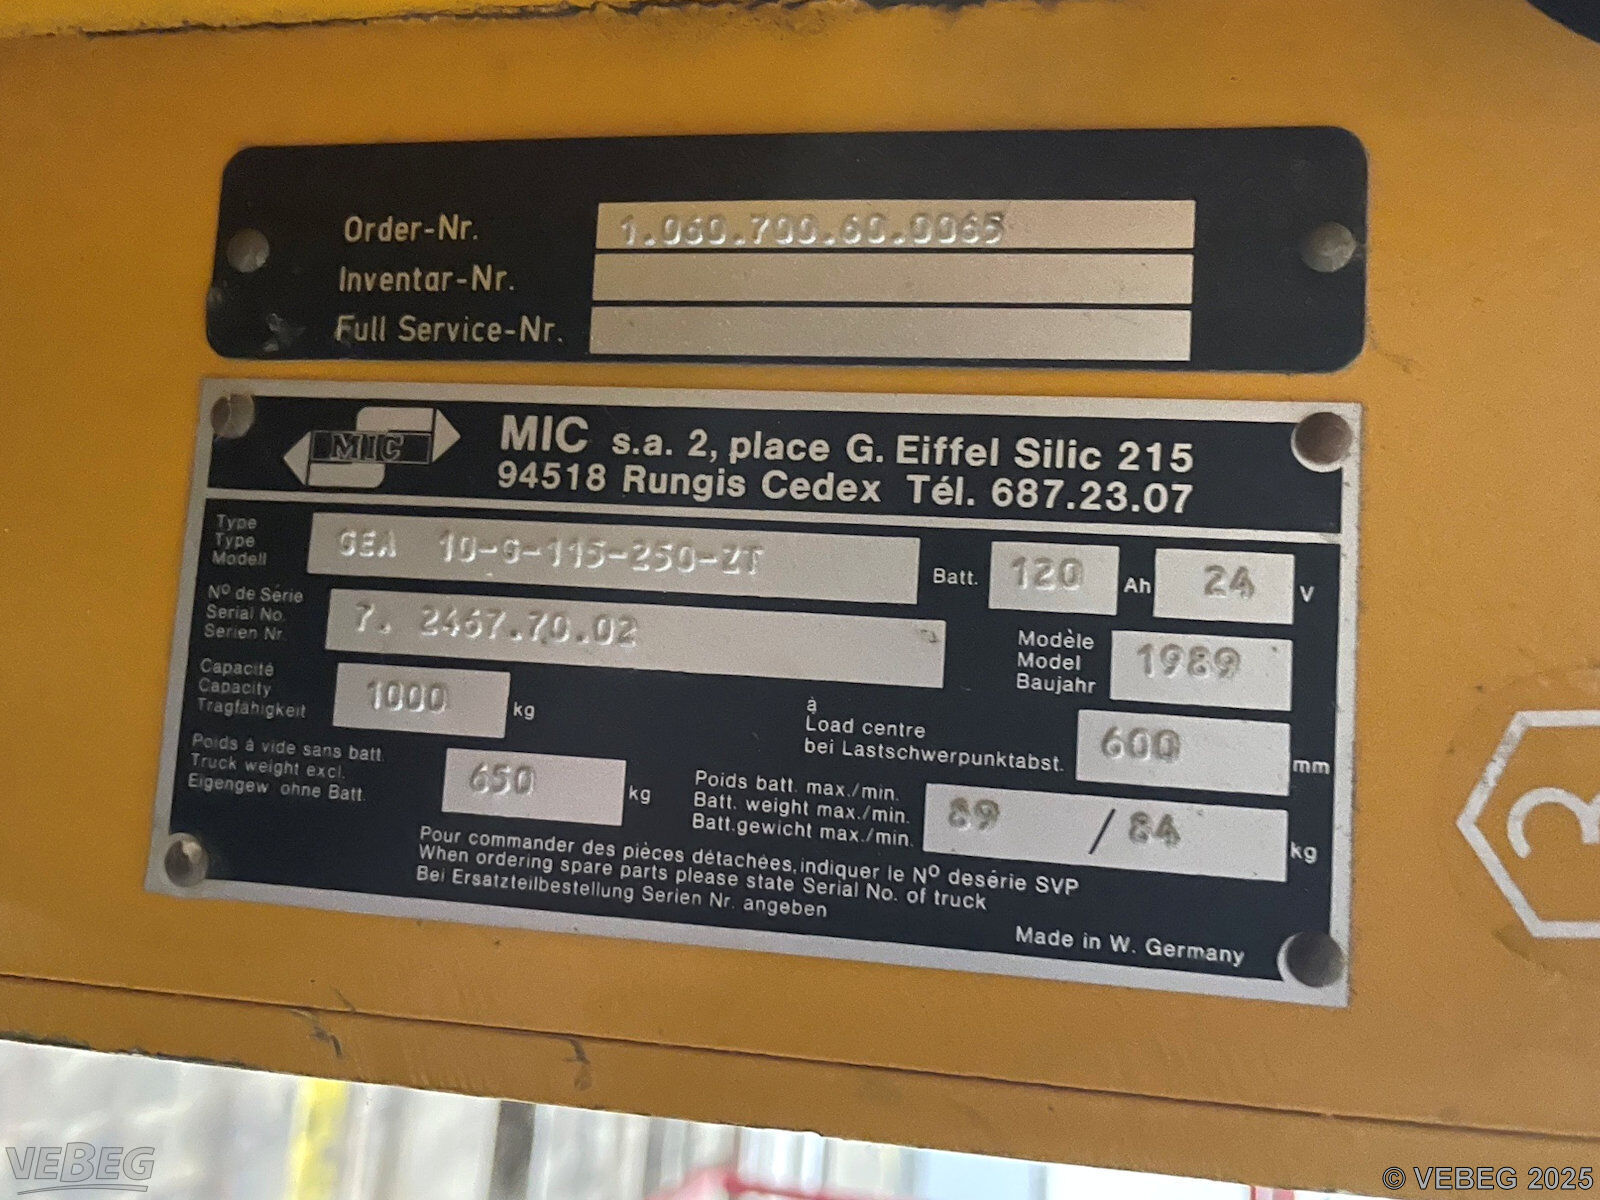 Order-Nr. 1.060.700.60.0065
Inventar-Nr.
Full Service-Nr.
MIC
MIC s.a. 2, place G. Eiffel Silic 215
94518 Rungis Cedex Tél. 687.23.07
Type
Type
Modell
GEA 10-G-115-250-ZT
Batt. 120 Ah 24 V
Nº de Série
Serial No.
Serien Nr.
7. 2467.70.02
Modèle
Model
Baujahr
1989
Capacité
Capacity
Tragfähigkeit
1000 kg
à
Load centre
bei Lastschwerpunktabst.
600 mm
Poids à vide sans batt.
Truck weight excl.
Eigengew ohne Batt.
650 kg
Poids batt. max./min.
Batt. weight max./min.
Batt.gewicht max./min.
89 / 84 kg
Pour commander des pièces détachées, indiquer le Nº desérie SVP
When ordering spare parts please state Serial No. of truck
Bei Ersatzteilbestellung Serien Nr. angeben
Made in W. Germany
3
VEBEG
© VEBEG 2025